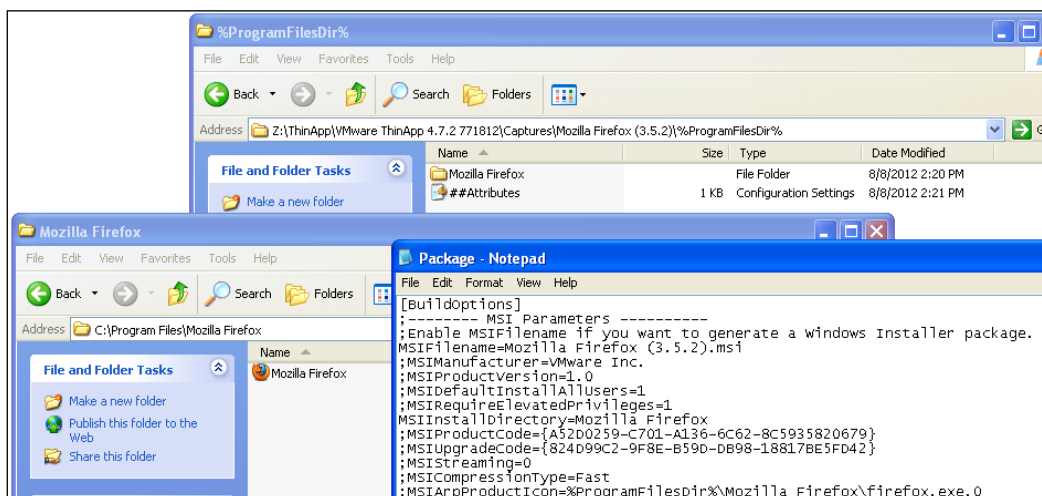 %ProgramFilesDir%
File Edit View Favorites Tools Help
Back Search Folders
Address Z:\ThinApp\VMware ThinApp 4.7.2 771812\Captures\Mozilla Firefox (3.5.2)\%ProgramFilesDir%
Name Size Type Date Modified
File and Folder Tasks
Mozilla Firefox File Folder 8/8/2012 2:20 PM
##Attributes 1 KB Configuration Settings 8/8/2012 2:21 PM
Make a new folder
Mozilla Firefox
File Edit View Favorites Tools Help
Back Search Folders
Address C:\Program Files\Mozilla Firefox
Name
File and Folder Tasks
Mozilla Firefox
Make a new folder
Publish this folder to the
Web
Share this folder
Package - Notepad
File Edit Format View Help
[BuildOptions]
;-------- MSI Parameters ----------
;Enable MSIFilename if you want to generate a Windows Installer package.
MSIFilename=Mozilla Firefox (3.5.2).msi
;MSIManufacturer=VMware Inc.
;MSIProductVersion=1.0
;MSIDefaultInstallAllUsers=1
;MSIRequireElevatedPrivileges=1
MSIInstallDirectory=Mozilla Firefox
;MSIProductCode={A52D0259-C701-A136-6C62-8C5935820679}
;MSIUpgradeCode={824D99C2-9F8E-B59D-DB98-18817BE5FD42}
;MSIStreaming=0
;MSICompressionType=Fast
;MSIArpProductIcon=%ProgramFilesDir%\Mozilla Firefox\firefox.exe,0